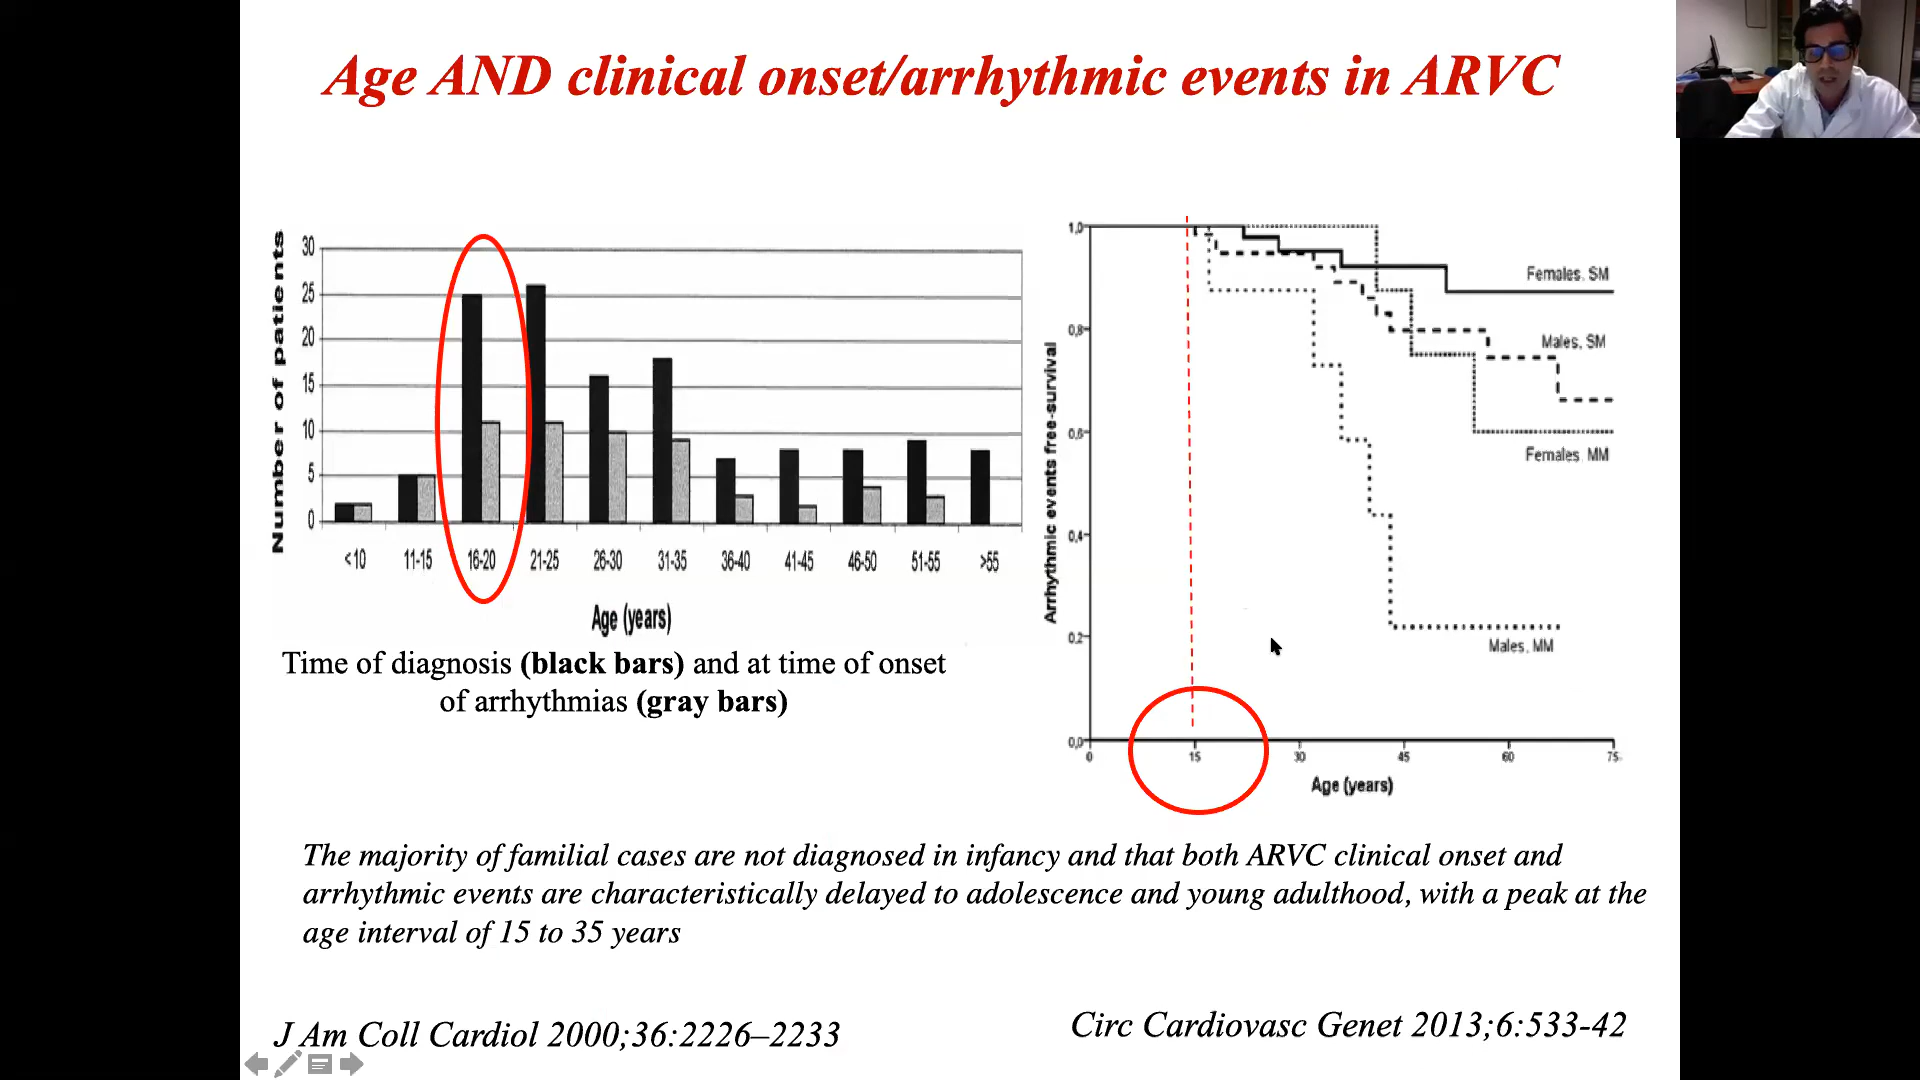 Age AND clinical onset/arrhythmic events in ARVC
Number of patients
30
25
20
15
10
5
0
<10 11-15 16-20 21-25 26-30 31-35 36-40 41-45 46-50 51-55 >55
Age (years)
Time of diagnosis (black bars) and at time of onset
of arrhythmias (gray bars)
Arrhythmic events free-survival
1,0
0,8
0,6
0,4
0,2
0,0
0 15 30 45 60 75
Age (years)
Females, SM
Males, SM
Females, MM
Males, MM
The majority of familial cases are not diagnosed in infancy and that both ARVC clinical onset and
arrhythmic events are characteristically delayed to adolescence and young adulthood, with a peak at the
age interval of 15 to 35 years
J Am Coll Cardiol 2000;36:2226–2233
Circ Cardiovasc Genet 2013;6:533-42